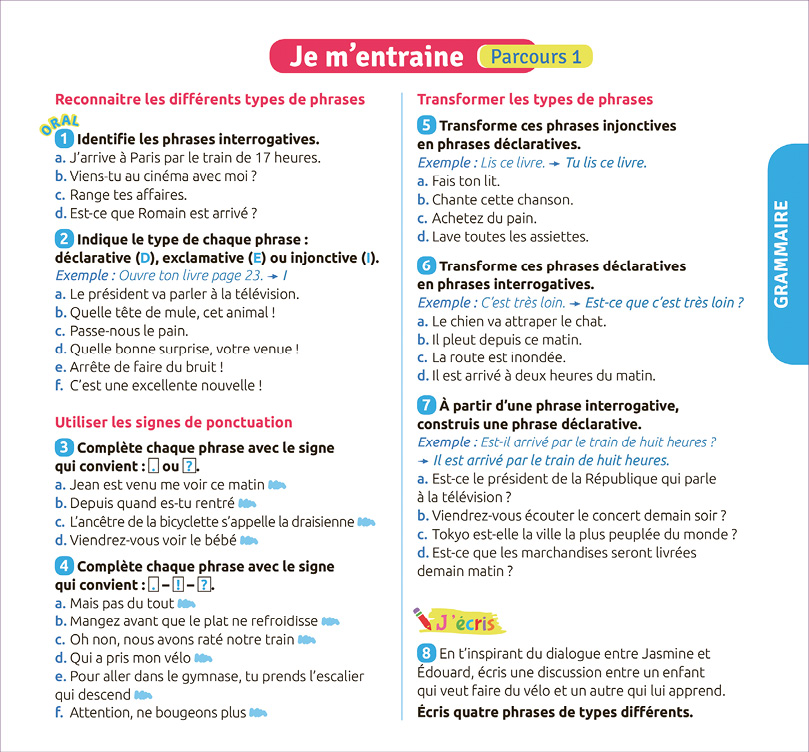 Je m'entraine Parcours 1
Reconnaitre les différents types de phrases
ORAL
1 Identifie les phrases interrogatives.
a. J'arrive à Paris par le train de 17 heures.
b. Viens-tu au cinéma avec moi ?
c. Range tes affaires.
d. Est-ce que Romain est arrivé ?
2 Indique le type de chaque phrase :
déclarative (D), exclamative (E) ou injonctive (I).
Exemple : Ouvre ton livre page 23. → I
a. Le président va parler à la télévision.
b. Quelle tête de mule, cet animal !
c. Passe-nous le pain.
d. Quelle bonne surprise, votre venue !
e. Arrête de faire du bruit !
f. C'est une excellente nouvelle !
Utiliser les signes de ponctuation
3 Complète chaque phrase avec le signe
qui convient : . ou ?.
a. Jean est venu me voir ce matin
b. Depuis quand es-tu rentré
c. L'ancêtre de la bicyclette s'appelle la draisienne
d. Viendrez-vous voir le bébé
4 Complète chaque phrase avec le signe
qui convient : . – ! – ?.
a. Mais pas du tout
b. Mangez avant que le plat ne refroidisse
c. Oh non, nous avons raté notre train
d. Qui a pris mon vélo
e. Pour aller dans le gymnase, tu prends l'escalier
qui descend
f. Attention, ne bougeons plus
Transformer les types de phrases
5 Transforme ces phrases injonctives
en phrases déclaratives.
Exemple : Lis ce livre. → Tu lis ce livre.
a. Fais ton lit.
b. Chante cette chanson.
c. Achetez du pain.
d. Lave toutes les assiettes.
6 Transforme ces phrases déclaratives
en phrases interrogatives.
Exemple : C'est très loin. → Est-ce que c'est très loin ?
a. Le chien va attraper le chat.
b. Il pleut depuis ce matin.
c. La route est inondée.
d. Il est arrivé à deux heures du matin.
7 À partir d'une phrase interrogative,
construis une phrase déclarative.
Exemple : Est-il arrivé par le train de huit heures ?
→ Il est arrivé par le train de huit heures.
a. Est-ce le président de la République qui parle
à la télévision ?
b. Viendrez-vous écouter le concert demain soir ?
c. Tokyo est-elle la ville la plus peuplée du monde ?
d. Est-ce que les marchandises seront livrées
demain matin ?
J'écris
8 En t'inspirant du dialogue entre Jasmine et
Édouard, écris une discussion entre un enfant
qui veut faire du vélo et un autre qui lui apprend.
Écris quatre phrases de types différents.
GRAMMAIRE